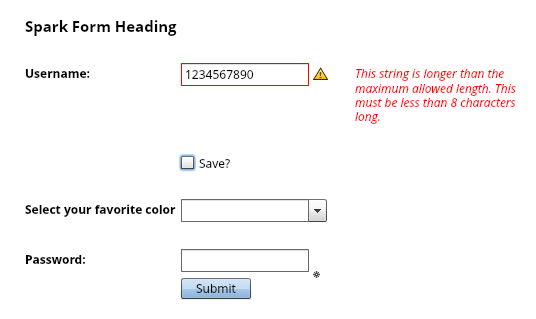 Spark Form Heading
Username: 1234567890 This string is longer than the
maximum allowed length. This
must be less than 8 characters
long.
Save?
Select your favorite color
Password:
Submit